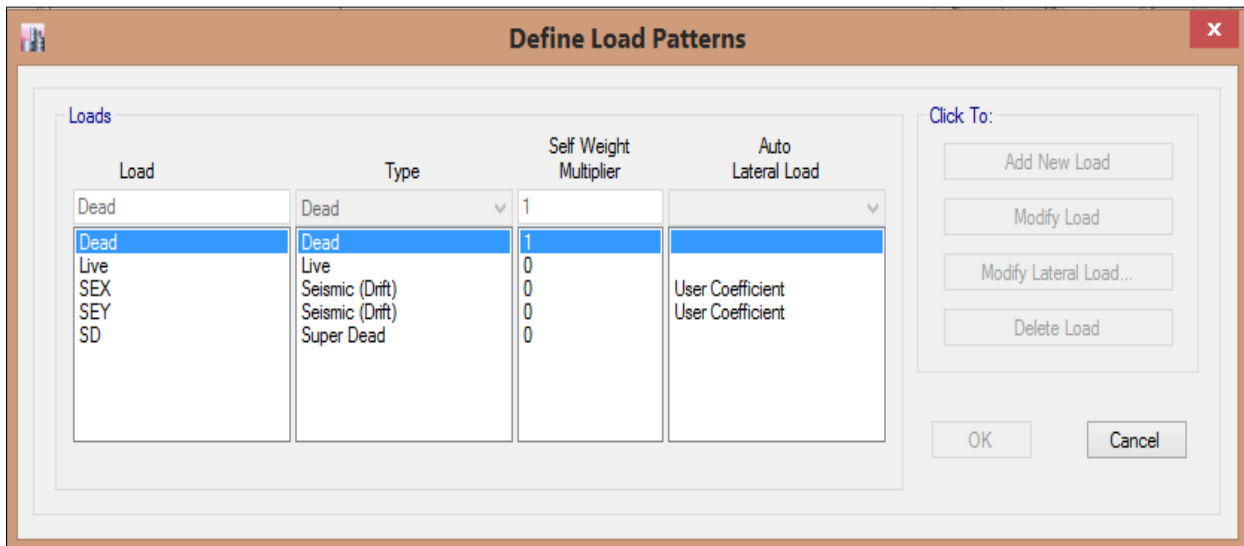 Define Load Patterns
x
Loads
Click To:
Load
Type
Self Weight
Multiplier
Auto
Lateral Load
Dead Dead 1
Dead Dead 1
Live Live 0
SEX Seismic (Drift) 0 User Coefficient
SEY Seismic (Drift) 0 User Coefficient
SD Super Dead 0
Add New Load
Modify Load
Modify Lateral Load...
Delete Load
OK
Cancel